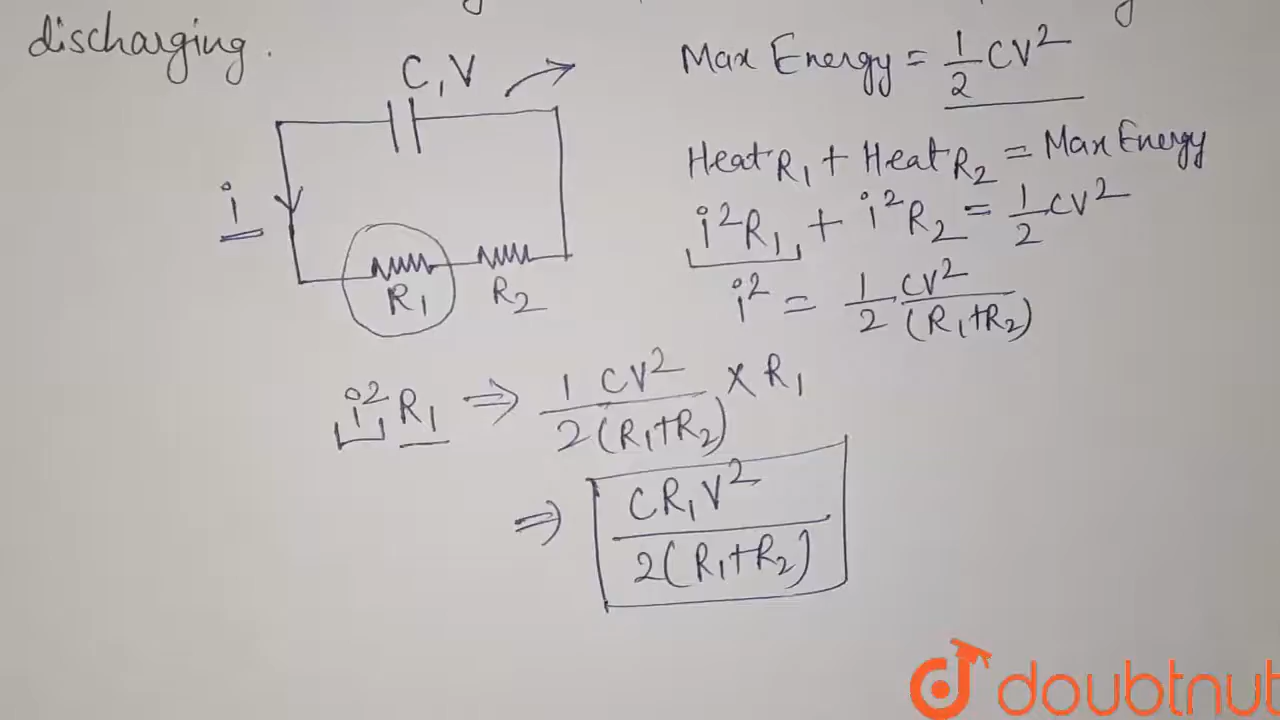 discharging.
C, V
i
R₁
R₂
Max Energy = 1/2 CV²
Heat R₁ + Heat R₂ = Max Energy
i²R₁ + i²R₂ = 1/2 CV²
i² = 1/2 CV²/(R₁+R₂)
i²R₁ ⇒ 1 CV²/2(R₁+R₂) × R₁
⇒ CR₁V²/2(R₁+R₂)
doubtnut